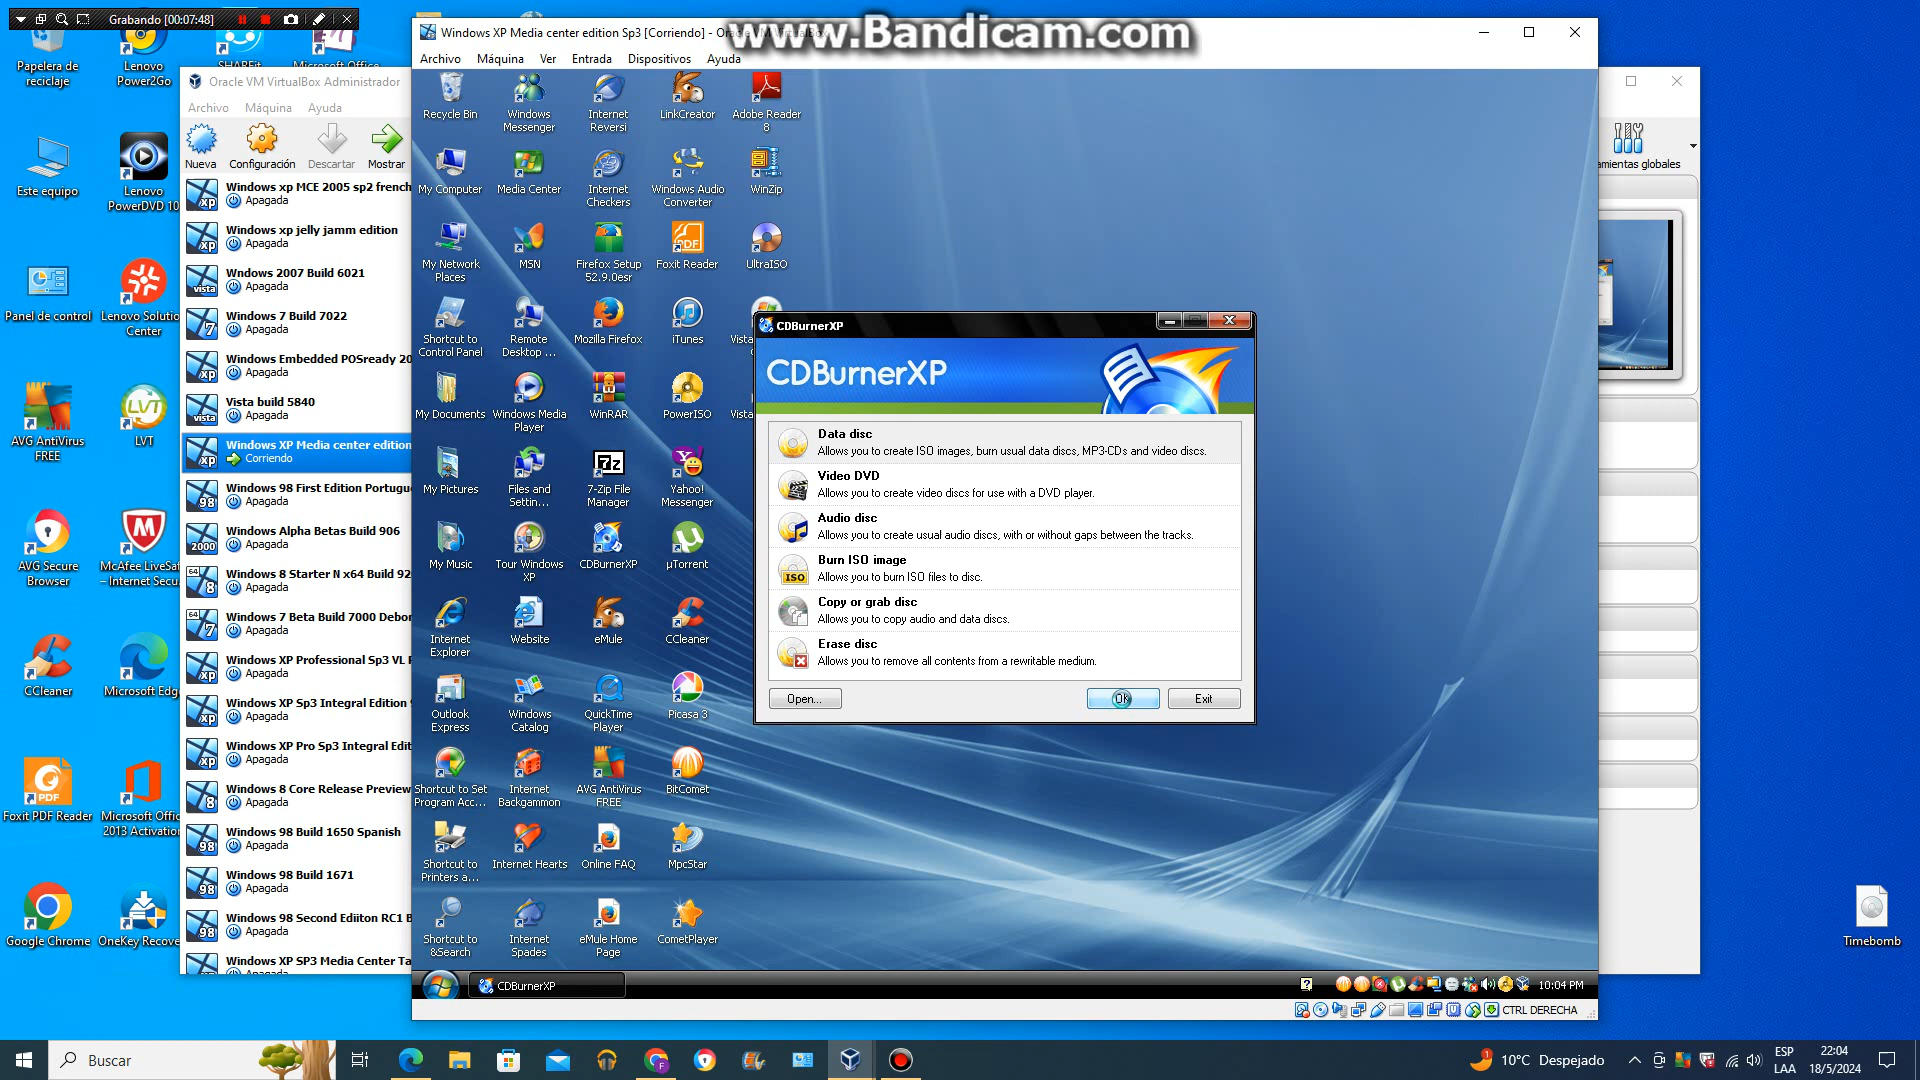 Grabando [00:07:48]
www.Bandicam.com
Papelera de
reciclaje
Lenovo
Power2Go
SHAREit
Microsoft Office
Este equipo
Lenovo
PowerDVD 10
Panel de control
Lenovo Solution
Center
AVG AntiVirus
FREE
LVT
AVG Secure
Browser
McAfee LiveSaf
– Internet Secu...
CCleaner
Microsoft Edge
Foxit PDF Reader
Microsoft Offic
2013 Activation
Google Chrome
OneKey Recove
Timebomb
Oracle VM VirtualBox Administrador
Archivo Máquina Ayuda
Nueva Configuración Descartar Mostrar
amientas globales
Windows xp MCE 2005 sp2 french
Apagada
Windows xp jelly jamm edition
Apagada
Wndows 2007 Build 6021
Apagada
Windows 7 Build 7022
Apagada
Windows Embedded POSready 20
Apagada
Vista build 5840
Apagada
Windows XP Media center edition
Corriendo
Windows 98 First Edition Portugu
Apagada
Windows Alpha Betas Build 906
Apagada
Windows 8 Starter N x64 Build 92
Apagada
Windows 7 Beta Build 7000 Debor
Apagada
Windows XP Professional Sp3 VL
Apagada
Windows XP Sp3 Integral Edition
Apagada
Windows XP Pro Sp3 Integral Edit
Apagada
Windows 8 Core Release Preview
Apagada
Windows 98 Build 1650 Spanish
Apagada
Windows 98 Build 1671
Apagada
Windows 98 Second Ediiton RC1 B
Apagada
Windows XP SP3 Media Center Ta
Apagada
Windows XP Media center edition Sp3 [Corriendo] - Oracle VM VirtualBox
Archivo Máquina Ver Entrada Dispositivos Ayuda
Recycle Bin
Windows
Messenger
Internet
Reversi
LinkCreator
Adobe Reader
8
My Computer
Media Center
Internet
Checkers
Windows Audio
Converter
WinZip
My Network
Places
MSN
Firefox Setup
52.9.0esr
Foxit Reader
UltraISO
Shortcut to
Control Panel
Remote
Desktop ...
Mozilla Firefox
iTunes
Vista
My Documents
Windows Media
Player
WinRAR
PowerISO
Vista
My Pictures
Files and
Settin...
7-Zip File
Manager
Yahoo!
Messenger
My Music
Tour Windows
XP
CDBurnerXP
µTorrent
Internet
Explorer
Website
eMule
CCleaner
Outlook
Express
Windows
Catalog
QuickTime
Player
Picasa 3
Shortcut to Set
Program Acc...
Internet
Backgammon
AVG AntiVirus
FREE
BitComet
Shortcut to
Printers a...
Internet Hearts
Online FAQ
MpcStar
Shortcut to
&Search
Internet
Spades
eMule Home
Page
CometPlayer
CDBurnerXP
CDBurnerXP
Data disc
Allows you to create ISO images, burn usual data discs, MP3-CDs and video discs.
Video DVD
Allows you to create video discs for use with a DVD player.
Audio disc
Allows you to create usual audio discs, with or without gaps between the tracks.
Burn ISO image
Allows you to burn ISO files to disc.
Copy or grab disc
Allows you to copy audio and data discs.
Erase disc
Allows you to remove all contents from a rewritable medium.
Open... OK Exit
CDBurnerXP
10:04 PM
CTRL DERECHA
Buscar
10°C Despejado
ESP
LAA
22:04
18/5/2024